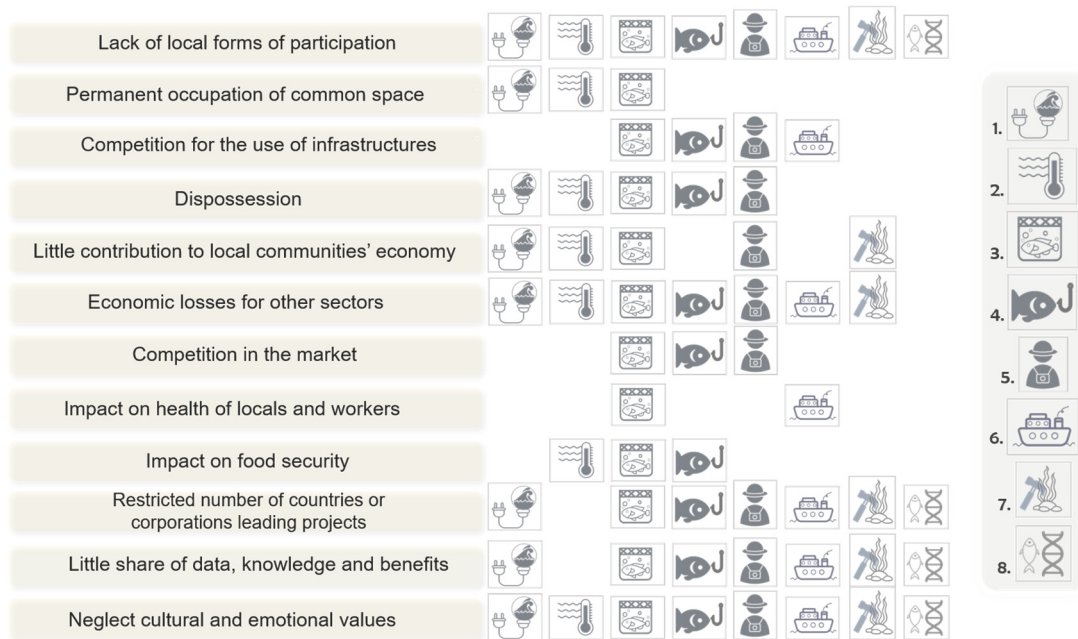 Lack of local forms of participation
Permanent occupation of common space
Competition for the use of infrastructures
Dispossession
Little contribution to local communities’ economy
Economic losses for other sectors
Competition in the market
Impact on health of locals and workers
Impact on food security
Restricted number of countries or
corporations leading projects
Little share of data, knowledge and benefits
Neglect cultural and emotional values
1.
2.
3.
4.
5.
6.
7.
8.